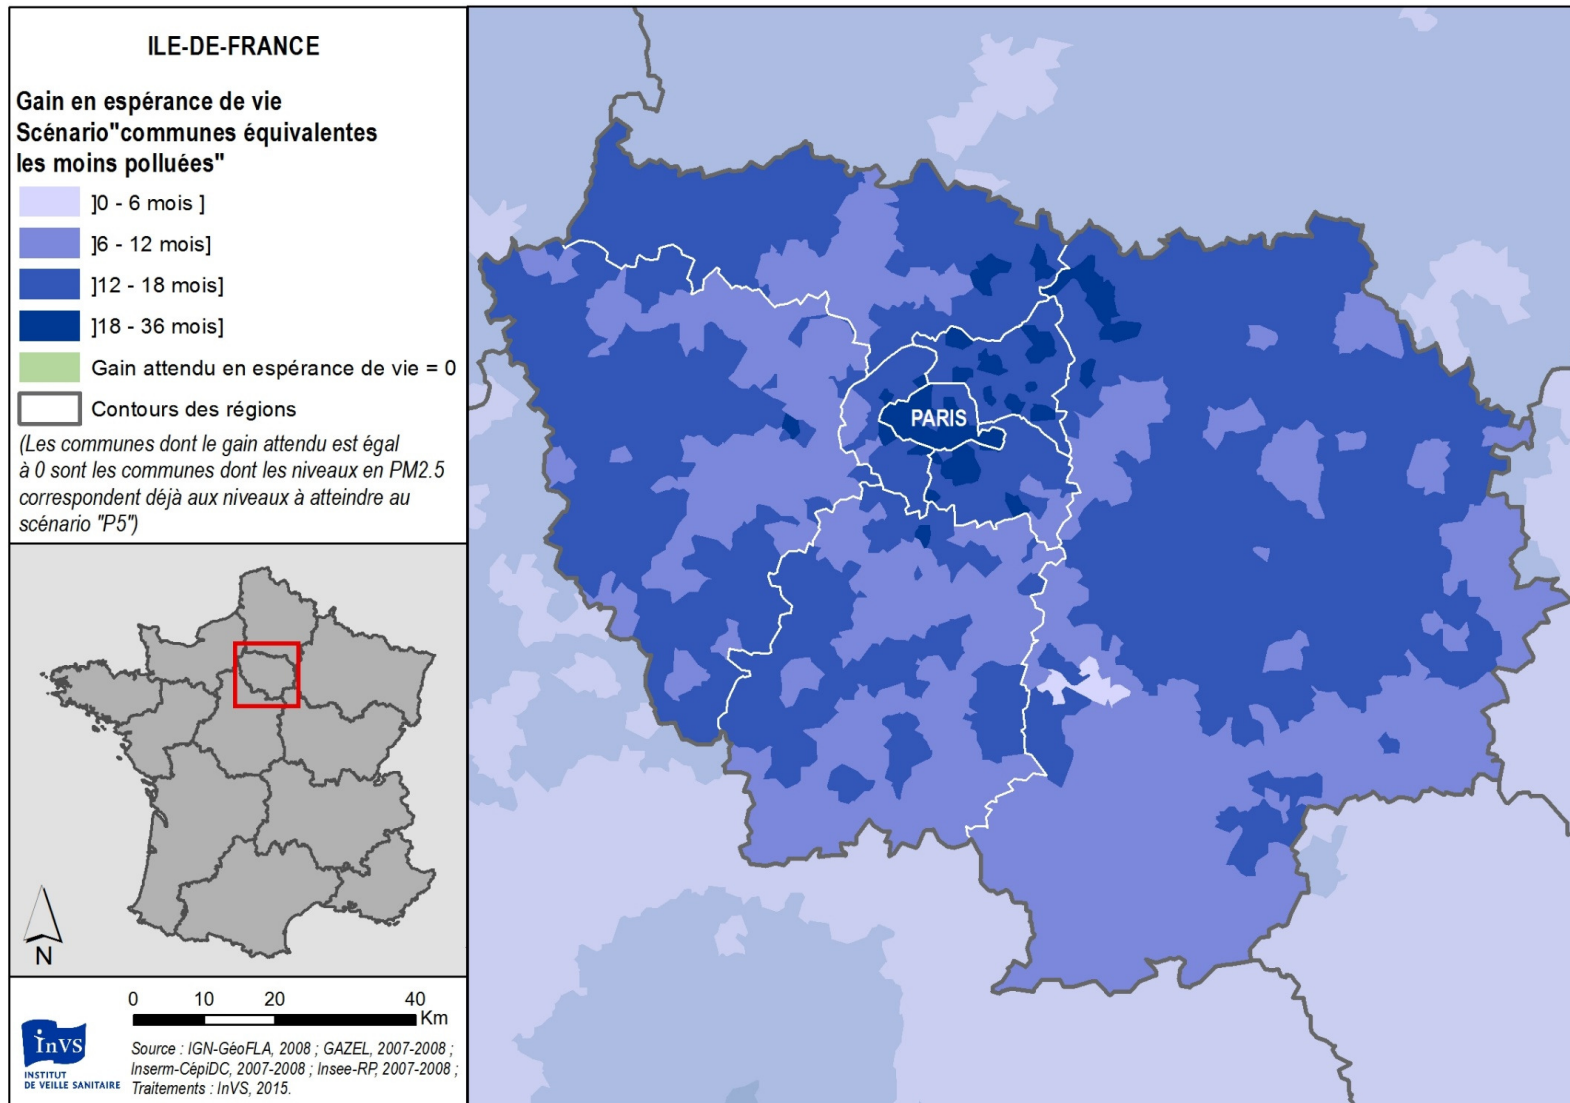 ILE-DE-FRANCE
Gain en espérance de vie
Scénario"communes équivalentes
les moins polluées"
]0 - 6 mois ]
]6 - 12 mois]
]12 - 18 mois]
]18 - 36 mois]
Gain attendu en espérance de vie = 0
Contours des régions
(Les communes dont le gain attendu est égal
à 0 sont les communes dont les niveaux en PM2.5
correspondent déjà aux niveaux à atteindre au
scénario "P5")
N
0 10 20 40
Km
InVS
INSTITUT
DE VEILLE SANITAIRE
Source : IGN-GéoFLA, 2008 ; GAZEL, 2007-2008 ;
Inserm-CépiDC, 2007-2008 ; Insee-RP, 2007-2008 ;
Traitements : InVS, 2015.
PARIS